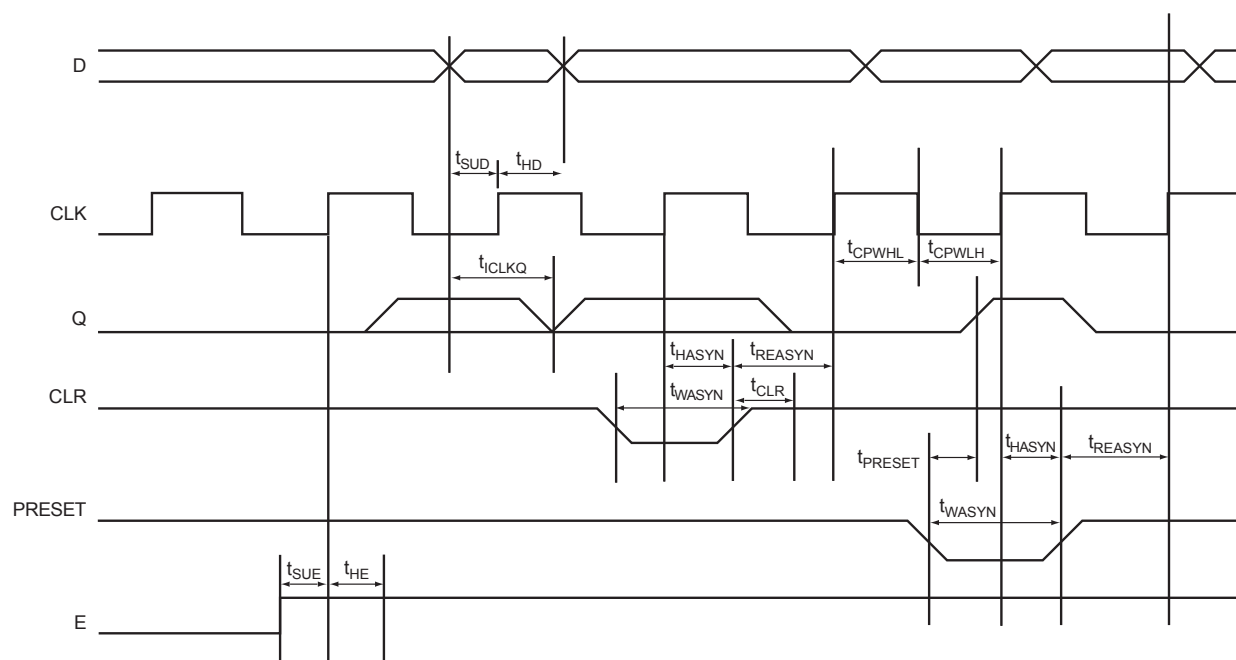 D
tSUD tHD
CLK
tCPWHL tCPWLH
tICLKQ
Q
tHASYN tREASYN
CLR
tWASYN tCLR
tPRESET tHASYN tREASYN
PRESET
tWASYN
tSUE tHE
E